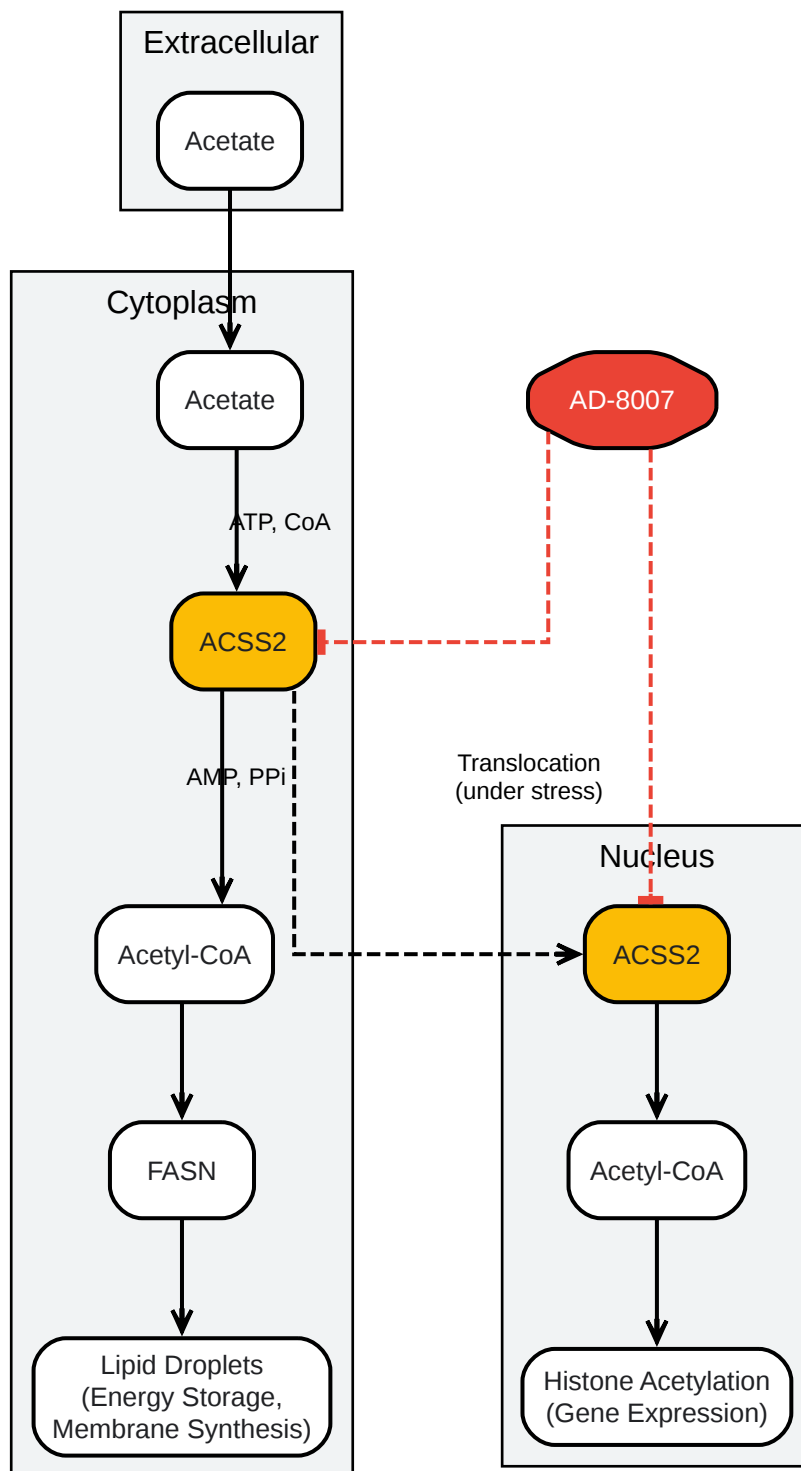 Extracellular
Acetate
Cytoplasm
Acetate
AD-8007
ATP, CoA
ACSS2
AMP, PPi
Translocation
(under stress)
Nucleus
Acetyl-CoA
ACSS2
FASN
Acetyl-CoA
Lipid Droplets
(Energy Storage,
Membrane Synthesis)
Histone Acetylation
(Gene Expression)